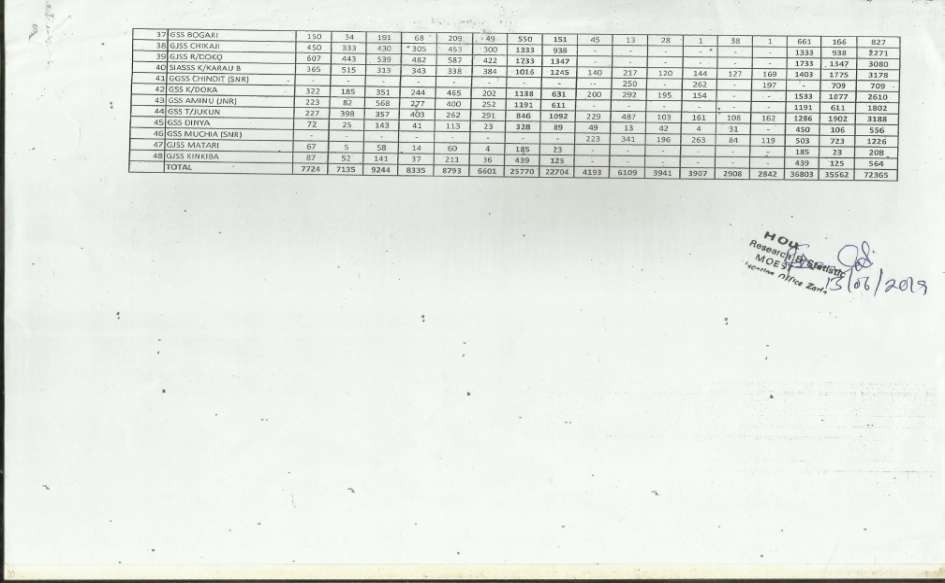 37 GSS BOGARI 150 34 191 68 209 49 550 151 45 13 28 1 38 1 661 166 827
38 GJSS CHIKAJI 450 333 430 305 453 300 1333 938 - - - - - - 1333 938 2271
39 GJSS R/DOKO 607 443 539 482 587 422 1733 1347 - - - - - - 1733 1347 3080
40 SIASSS K/KARAU B 365 515 313 343 338 384 1016 1245 140 217 120 144 127 169 1403 1775 3178
41 GGSS CHINDIT (SNR) - - - - - - - - - 250 - 262 - 197 - 709 709
42 GSS K/DOKA 322 185 351 244 465 202 1138 631 200 292 195 154 - - 1533 1077 2610
43 GSS AMINU (JNR) 223 82 568 277 400 252 1191 611 - - - - - - 1191 611 1802
44 GSS T/JUKUN 227 398 357 403 262 291 846 1092 229 487 103 161 108 162 1286 1902 3188
45 GSS DINYA 72 25 143 41 113 23 328 89 49 13 42 4 31 - 450 106 556
46 GSS MUCHIA (SNR) - - - - - - - - 223 341 196 263 84 119 503 723 1226
47 GJSS MATARI 67 5 58 14 60 4 185 23 - - - - - - 185 23 208
48 GJSS KINKIBA 87 52 141 37 211 36 439 125 - - - - - - 439 125 564
TOTAL 7724 7135 9244 8335 8793 6601 25770 22704 4193 6109 3941 3907 2908 2842 36803 35562 72365
HOU
Research & Statistic
MOEST
Office Zaria
13/06/2019